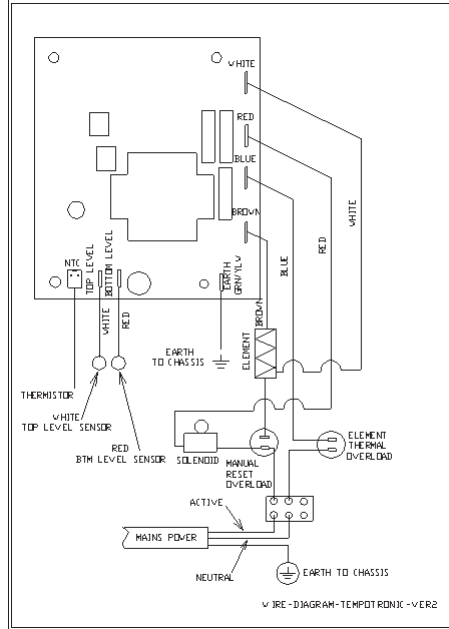 WHITE
RED
BLUE
BROWN
NTC
TOP LEVEL
BOTTOM LEVEL
EARTH
GRN/YLW
WHITE
RED
BLUE
RED
WHITE
BROWN
ELEMENT
EARTH
TO CHASSIS
THERMISTOR
WHITE
TOP LEVEL SENSOR
RED
BTM LEVEL SENSOR
SOLENOID
MANUAL
RESET
OVERLOAD
ELEMENT
THERMAL
OVERLOAD
ACTIVE
MAINS POWER
NEUTRAL
EARTH TO CHASSIS
WIRE-DIAGRAM-TEMPOTRONIC-VER2